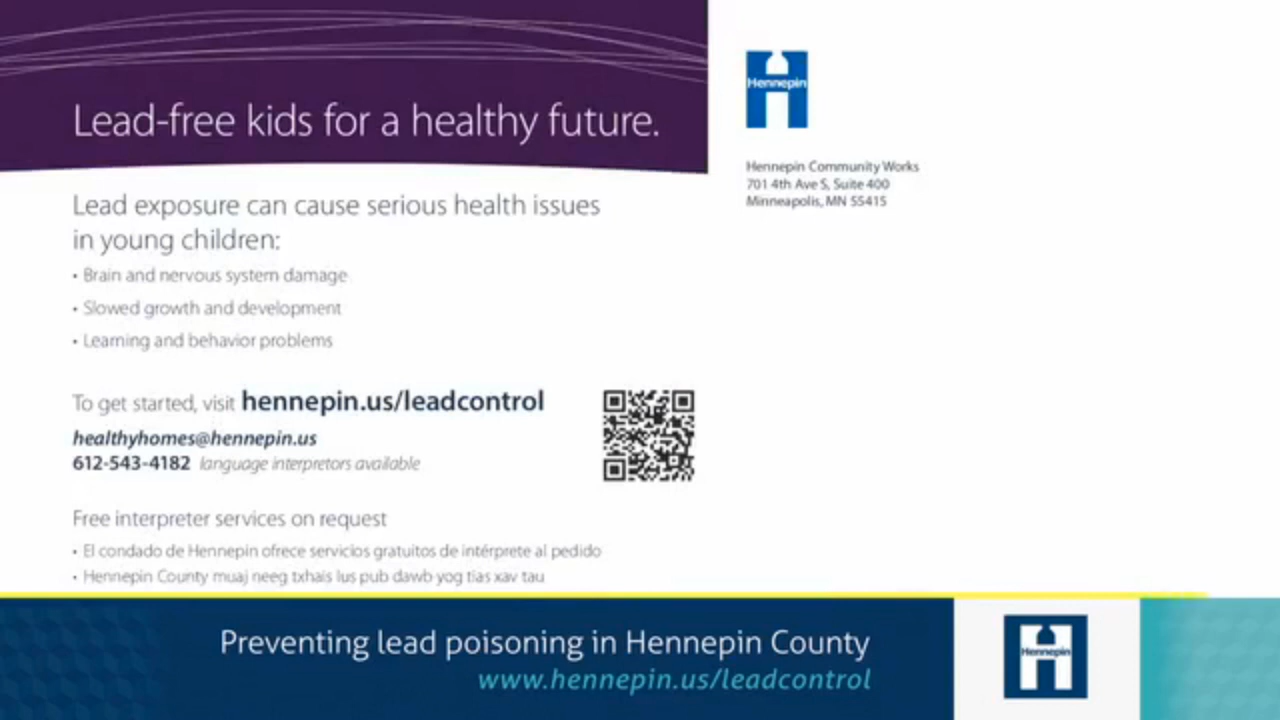 Lead-free kids for a healthy future.
Lead exposure can cause serious health issues
in young children:
• Brain and nervous system damage
• Slowed growth and development
• Learning and behavior problems
To get started, visit hennepin.us/leadcontrol
healthyhomes@hennepin.us
612-543-4182 language interpretors available
Free interpreter services on request
• El condado de Hennepin ofrece servicios gratuitos de intérprete al pedido
• Hennepin County muaj neeg txhais lus pub dawb yog tias xav tau
Hennepin
Hennepin Community Works
701 4th Ave S, Suite 400
Minneapolis, MN 55415
Preventing lead poisoning in Hennepin County
www.hennepin.us/leadcontrol
Hennepin